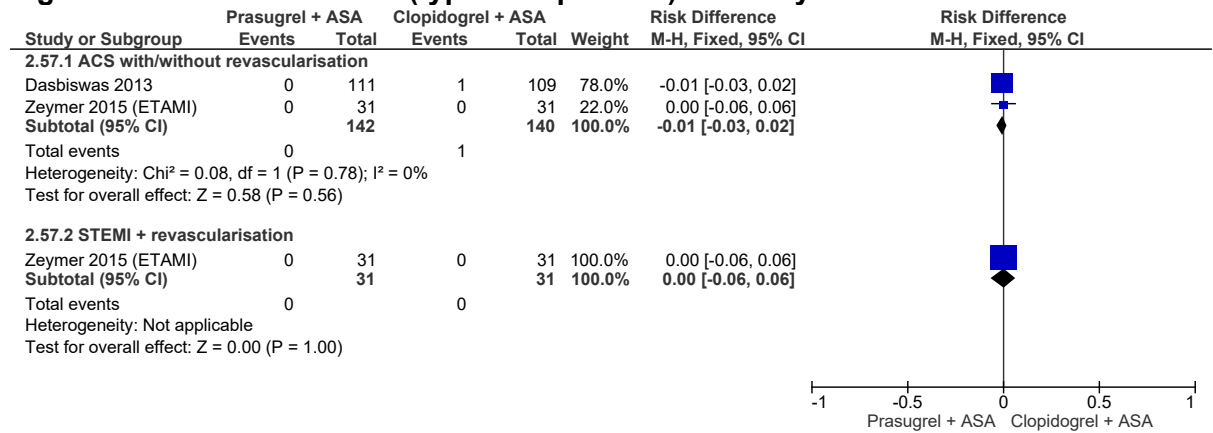 Prasugrel + ASA Clopidogrel + ASA Risk Difference Risk Difference
Study or Subgroup Events Total Events Total Weight M-H, Fixed, 95% CI M-H, Fixed, 95% CI
2.57.1 ACS with/without revascularisation
Dasbiswas 2013 0 111 1 109 78.0% -0.01 [-0.03, 0.02]
Zeymer 2015 (ETAMI) 0 31 0 31 22.0% 0.00 [-0.06, 0.06]
Subtotal (95% CI) 142 140 100.0% -0.01 [-0.03, 0.02]
Total events 0 1
Heterogeneity: Chi² = 0.08, df = 1 (P = 0.78); I² = 0%
Test for overall effect: Z = 0.58 (P = 0.56)
2.57.2 STEMI + revascularisation
Zeymer 2015 (ETAMI) 0 31 0 31 100.0% 0.00 [-0.06, 0.06]
Subtotal (95% CI) 31 31 100.0% 0.00 [-0.06, 0.06]
Total events 0 0
Heterogeneity: Not applicable
Test for overall effect: Z = 0.00 (P = 1.00)
-1 -0.5 0 0.5 1
Prasugrel + ASA Clopidogrel + ASA